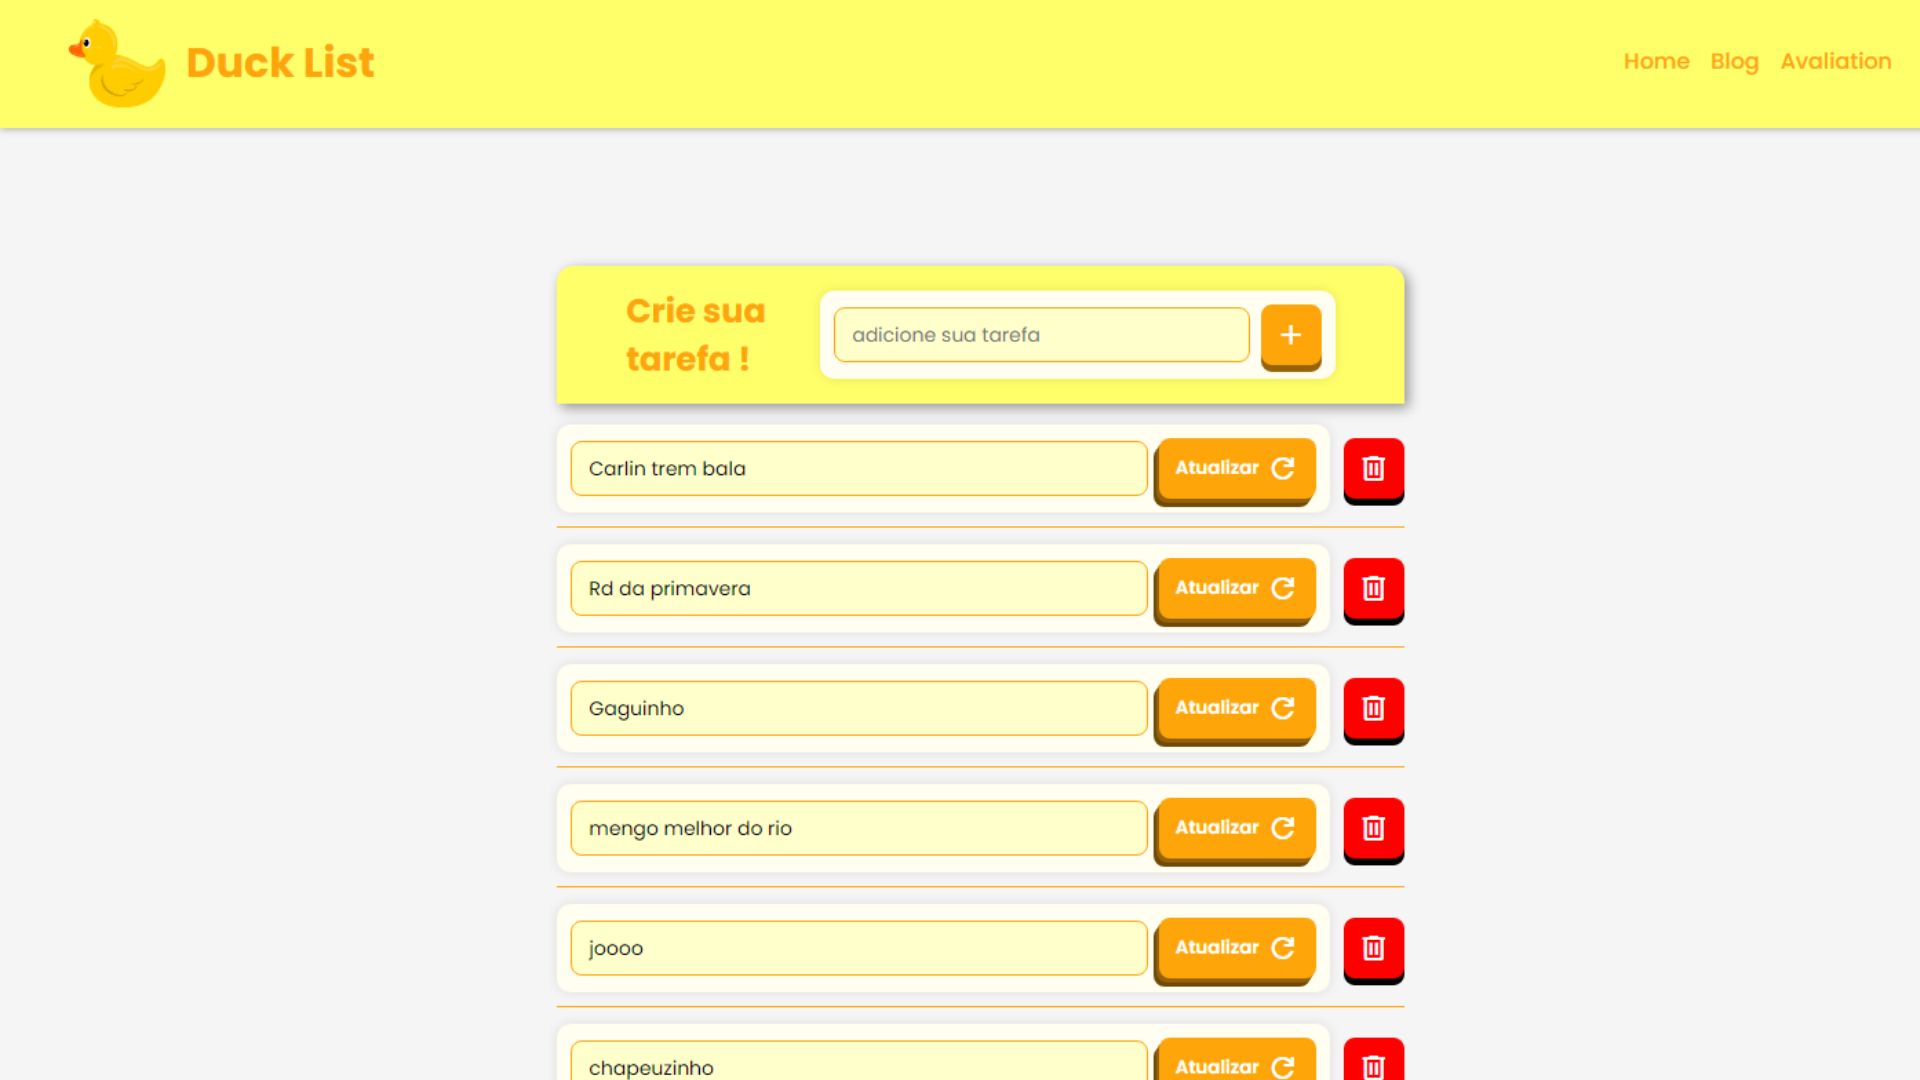 Duck List
Home Blog Avaliation
Crie sua
tarefa !
adicione sua tarefa
Carlin trem bala
Atualizar
Rd da primavera
Atualizar
Gaguinho
Atualizar
mengo melhor do rio
Atualizar
joooo
Atualizar
chapeuzinho
Atualizar